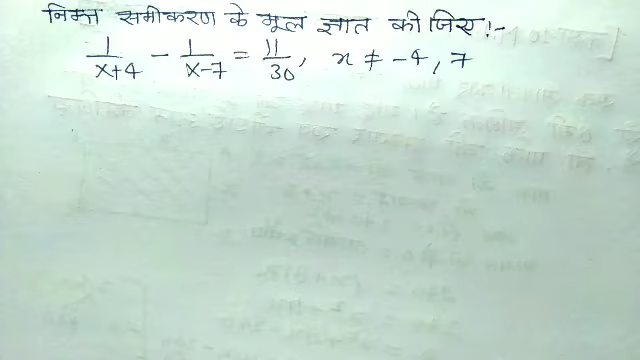 निम्न समीकरण के मूल ज्ञात कीजिए!-
1/x+4 - 1/x-7 = 11/30, x ≠ -4, 7